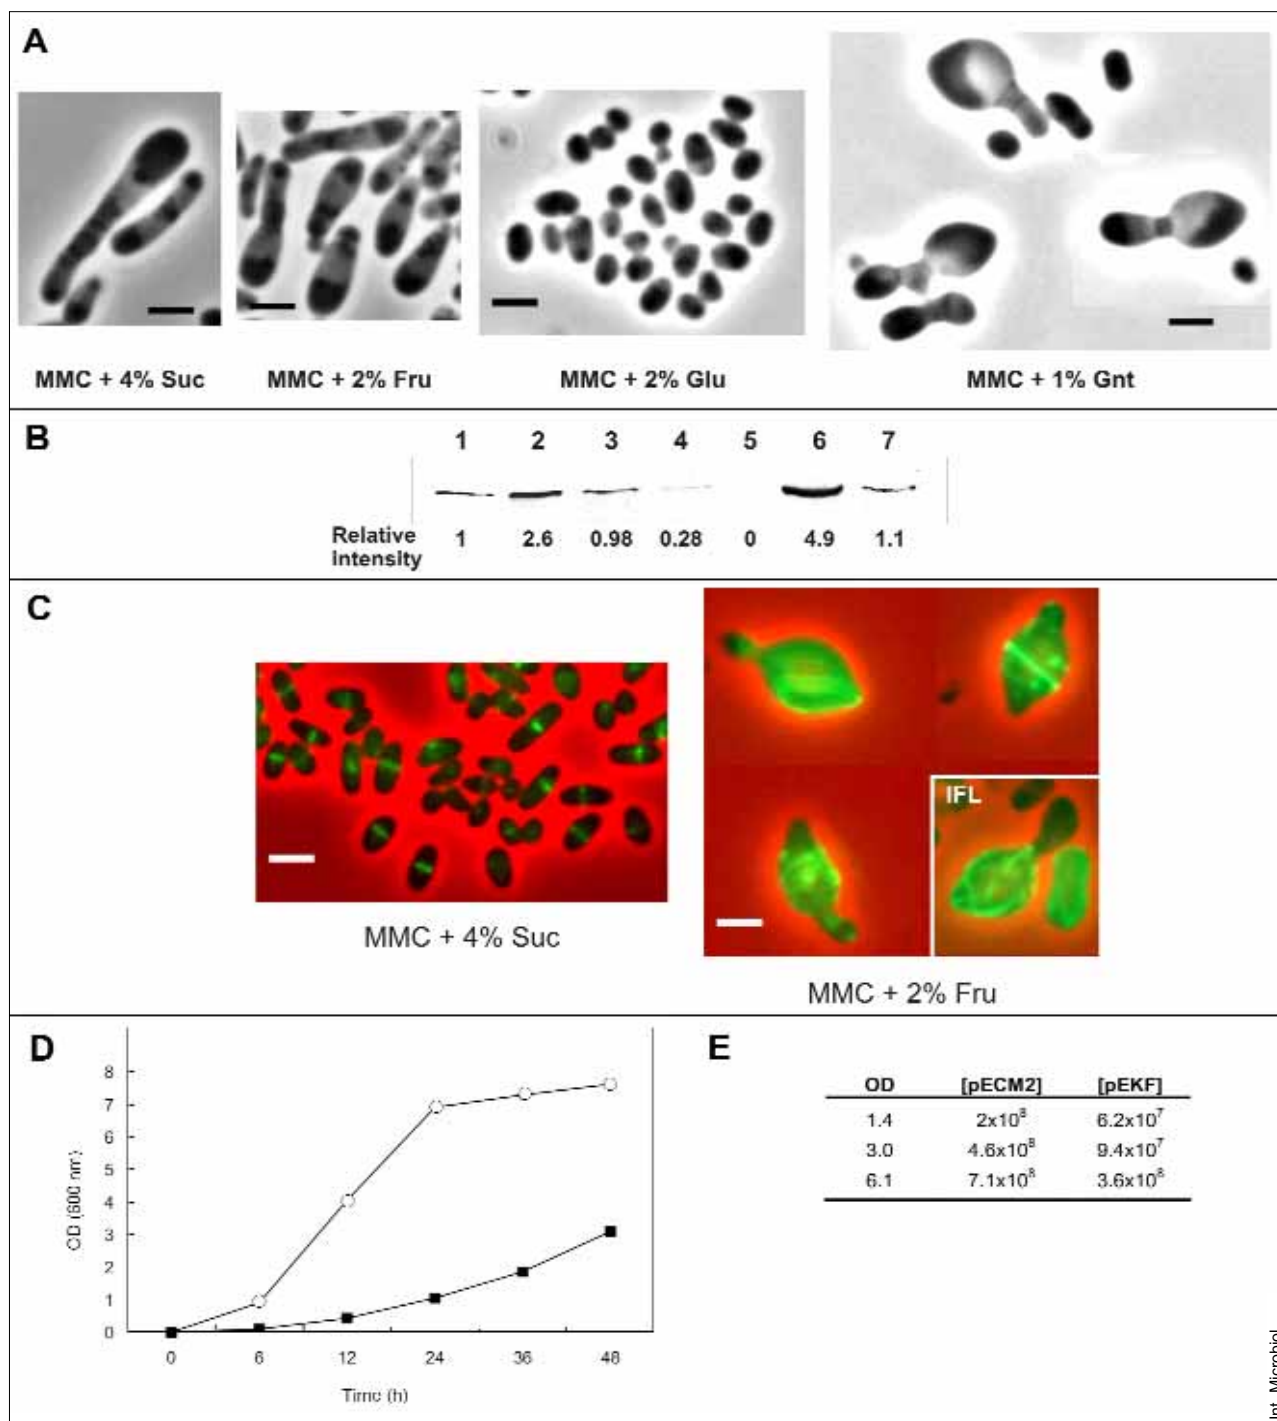 A
MMC + 4% Suc
MMC + 2% Fru
MMC + 2% Glu
MMC + 1% Gnt
B
1 2 3 4 5 6 7
Relative
intensity
1 2.6 0.98 0.28 0 4.9 1.1
C
IFL
MMC + 4% Suc
MMC + 2% Fru
D
8
7
6
5
4
3
2
1
0
OD (600 nm)
0 6 12 24 36 48
Time (h)
E
OD [pECM2] [pEKF]
1.4 2x10⁸ 6.2x10⁷
3.0 4.6x10⁸ 9.4x10⁷
6.1 7.1x10⁸ 3.6x10⁸
Int. Microbiol.